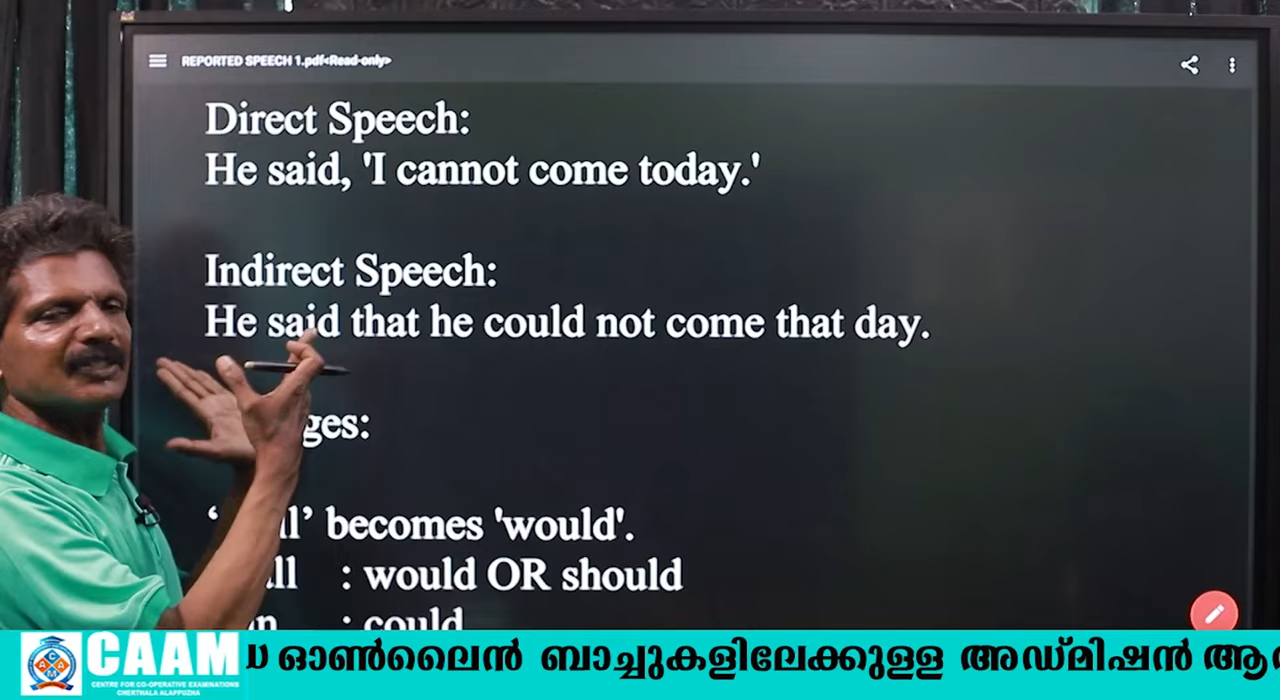 REPORTED SPEECH 1.pdf<Read-only>
Direct Speech:
He said, 'I cannot come today.'
Indirect Speech:
He said that he could not come that day.
becomes 'would'.
: would OR should
: could
CAAM
CENTRE FOR CO-OPERATIVE EXAMINATIONS
CHERTHALA ALAPPUZHA
ഓൺലൈൻ ബാച്ചുകളിലേക്കുള്ള അഡ്മിഷൻ